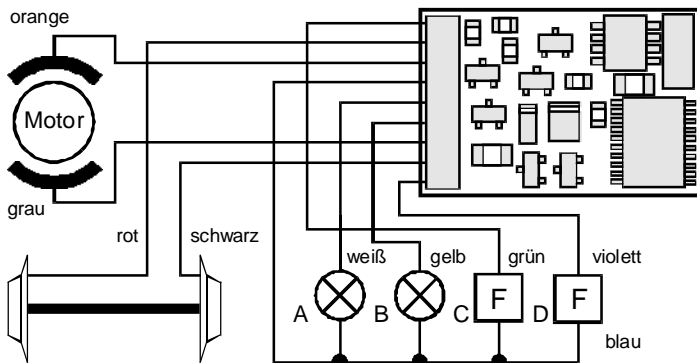 orange
Motor
grau
rot
schwarz
weiß
gelb
grün
violett
A
B
C
F
D
F
blau